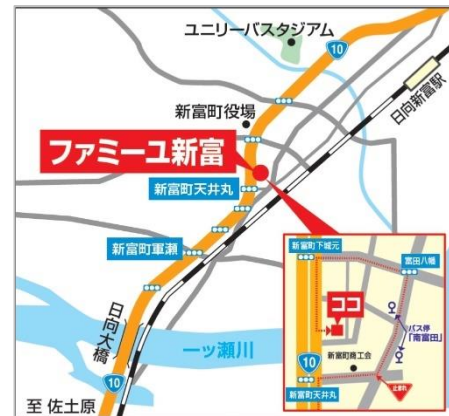 ユニリーバスタジアム
10
日向新富駅
新富町役場
ファミーユ新富
新富町天井丸
新富町軍瀬
日向大橋
一ッ瀬川
10
至 佐土原
新富町下城元
富田八幡
ココ
バス停
「南富田」
10
新富町商工会
新富町天井丸
止まれ